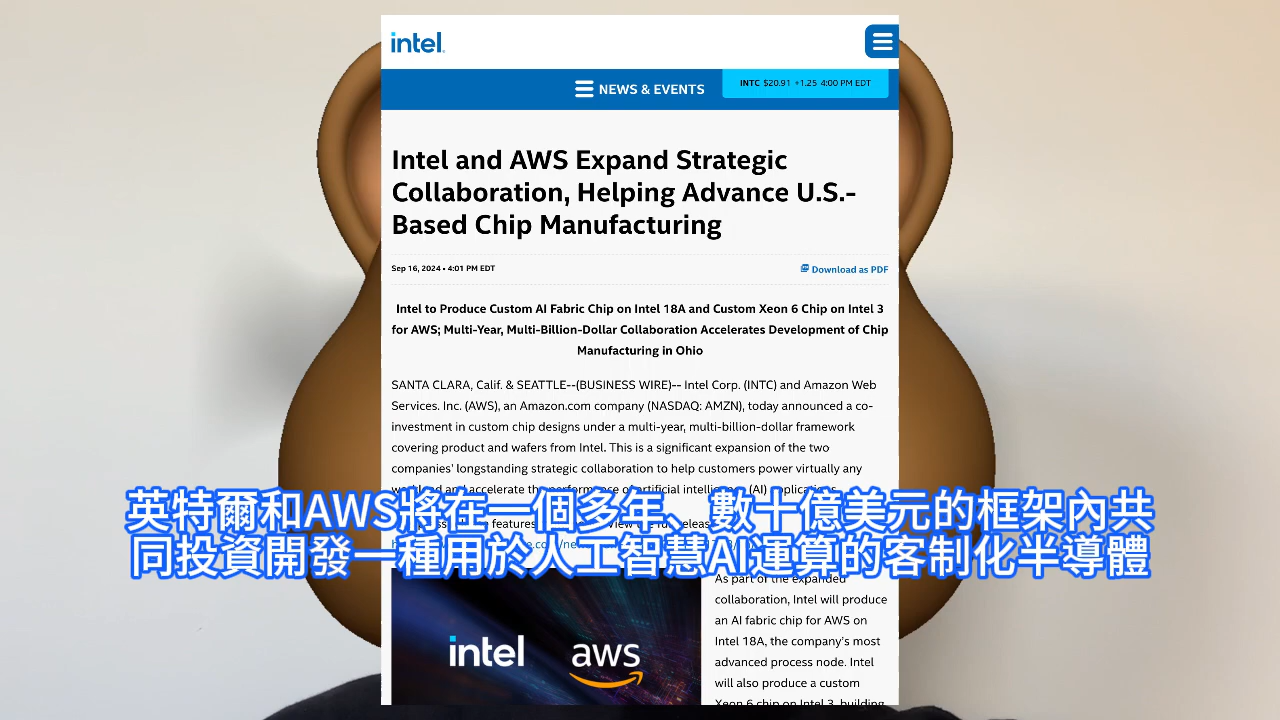 intel.
NEWS & EVENTS
INTC $20.91 +1.25 4:00 PM EDT
Intel and AWS Expand Strategic
Collaboration, Helping Advance U.S.-
Based Chip Manufacturing
Sep 16, 2024 • 4:01 PM EDT
Download as PDF
Intel to Produce Custom AI Fabric Chip on Intel 18A and Custom Xeon 6 Chip on Intel 3
for AWS; Multi-Year, Multi-Billion-Dollar Collaboration Accelerates Development of Chip
Manufacturing in Ohio
SANTA CLARA, Calif. & SEATTLE--(BUSINESS WIRE)-- Intel Corp. (INTC) and Amazon Web
Services. Inc. (AWS), an Amazon.com company (NASDAQ: AMZN), today announced a co-
investment in custom chip designs under a multi-year, multi-billion-dollar framework
covering product and wafers from Intel. This is a significant expansion of the two
companies' longstanding strategic collaboration to help customers power virtually any
英特爾和AWS將在一個多年、數十億美元的框架內共
同投資開發一種用於人工智慧AI運算的客制化半導體
intel aws
As part of the expanded
collaboration, Intel will produce
an AI fabric chip for AWS on
Intel 18A, the company's most
advanced process node. Intel
will also produce a custom
Xeon 6 chip on Intel 3, building